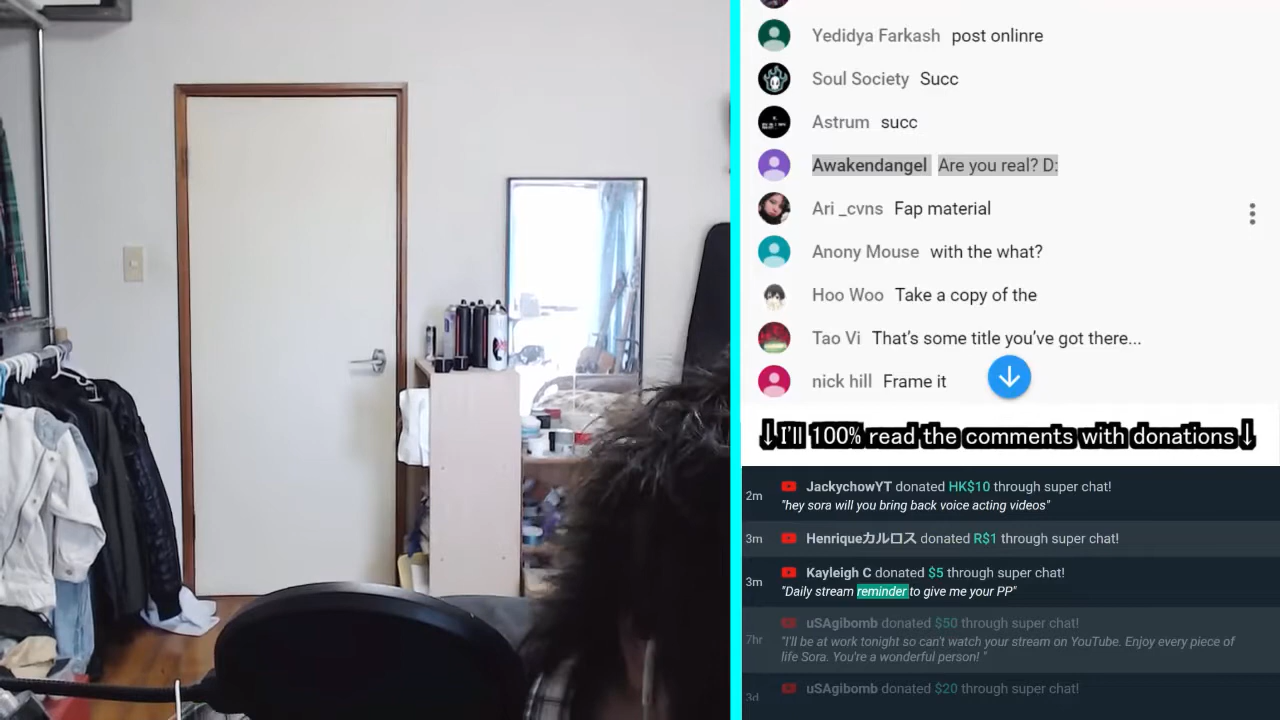 Yedidya Farkash post onlinre
Soul Society Succ
Astrum succ
Awakendangel Are you real? D:
Ari _cvns Fap material
Anony Mouse with the what?
Hoo Woo Take a copy of the
Tao Vi That's some title you've got there...
nick hill Frame it
↓I'll 100% read the comments with donations↓
2m JackychowYT donated HK$10 through super chat!
"hey sora will you bring back voice acting videos"
3m Henriqueカルロス donated R$1 through super chat!
3m Kayleigh C donated $5 through super chat!
"Daily stream reminder to give me your PP"
7hr uSAgibomb donated $50 through super chat!
"I'll be at work tonight so can't watch your stream on YouTube. Enjoy every piece of
life Sora. You're a wonderful person! "
3d uSAgibomb donated $20 through super chat!